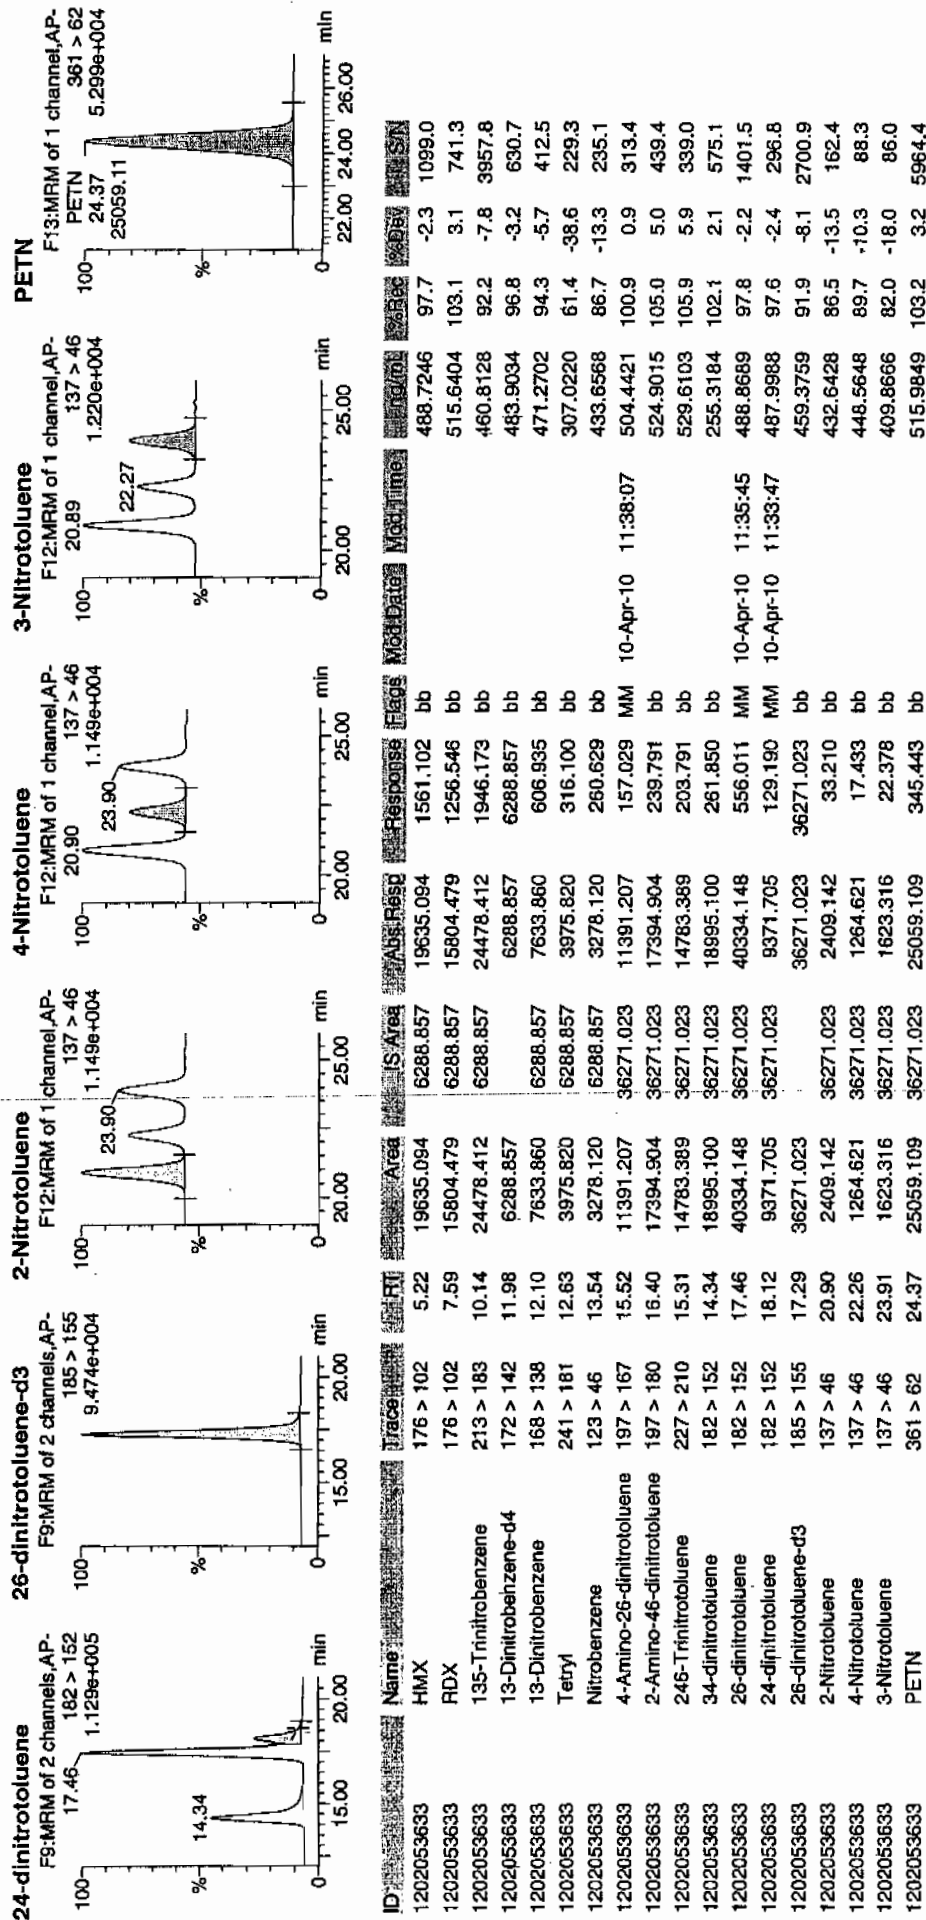 24-dinitrotoluene
F9:MRM of 2 channels,AP-
182 > 152
1.129e+005
100
17.46
14.34
%
0
15.00
20.00
min
26-dinitrotoluene-d3
F9:MRM of 2 channels,AP-
185 > 155
9.474e+004
100
%
0
15.00
20.00
min
2-Nitrotoluene
F12:MRM of 1 channel,AP-
137 > 46
1.149e+004
100
23.90
%
0
20.00
25.00
min
4-Nitrotoluene
F12:MRM of 1 channel,AP-
137 > 46
1.149e+004
100
20.90
23.90
%
0
20.00
25.00
min
3-Nitrotoluene
F12:MRM of 1 channel,AP-
137 > 46
1.220e+004
100
20.89
22.27
%
0
20.00
25.00
min
PETN
F13:MRM of 1 channel,AP-
361 > 62
5.299e+004
100
PETN
24.37
25059.11
%
0
22.00
24.00
26.00
min
ID Name Trace RT Area IS Area Abs.Resp Response Flags Mod.Date Mod.Time ng/mL %Rec %Dev S/N
1202053633 HMX 176 > 102 5.22 19635.094 6288.857 19635.094 1561.102 bb 488.7246 97.7 -2.3 1099.0
1202053633 RDX 176 > 102 7.59 15804.479 6288.857 15804.479 1256.546 bb 515.6404 103.1 3.1 741.3
1202053633 135-Trinitrobenzene 213 > 183 10.14 24478.412 6288.857 24478.412 1946.173 bb 460.8128 92.2 -7.8 3957.8
1202053633 13-Dinitrobenzene-d4 172 > 142 11.98 6288.857 6288.857 6288.857 bb 483.9034 96.8 -3.2 630.7
1202053633 13-Dinitrobenzene 168 > 138 12.10 7633.860 6288.857 7633.860 606.935 bb 471.2702 94.3 -5.7 412.5
1202053633 Tetryl 241 > 181 12.63 3975.820 6288.857 3975.820 316.100 bb 307.0220 61.4 -38.6 229.3
1202053633 Nitrobenzene 123 > 46 13.54 3278.120 6288.857 3278.120 260.629 bb 433.6568 86.7 -13.3 235.1
1202053633 4-Amino-26-dinitrotoluene 197 > 167 15.52 11391.207 36271.023 11391.207 157.029 MM 10-Apr-10 11:38:07 504.4421 100.9 0.9 313.4
1202053633 2-Amino-46-dinitrotoluene 197 > 180 16.40 17394.904 36271.023 17394.904 239.791 bb 524.9015 105.0 5.0 439.4
1202053633 246-Trinitrotoluene 227 > 210 15.31 14783.389 36271.023 14783.389 203.791 bb 529.6103 105.9 5.9 339.0
1202053633 34-dinitrotoluene 182 > 152 14.34 18995.100 36271.023 18995.100 261.850 bb 255.3184 102.1 2.1 575.1
1202053633 26-dinitrotoluene 182 > 152 17.46 40334.148 36271.023 40334.148 556.011 MM 10-Apr-10 11:35:45 488.8689 97.8 -2.2 1401.5
1202053633 24-dinitrotoluene 182 > 152 18.12 9371.705 36271.023 9371.705 129.190 MM 10-Apr-10 11:33:47 487.9988 97.6 -2.4 296.8
1202053633 26-dinitrotoluene-d3 185 > 155 17.29 36271.023 36271.023 36271.023 bb 459.3759 91.9 -8.1 2700.9
1202053633 2-Nitrotoluene 137 > 46 20.90 2409.142 36271.023 2409.142 33.210 bb 432.6428 86.5 -13.5 162.4
1202053633 4-Nitrotoluene 137 > 46 22.26 1264.621 36271.023 1264.621 17.433 bb 448.5648 89.7 -10.3 88.3
1202053633 3-Nitrotoluene 137 > 46 23.91 1623.316 36271.023 1623.316 22.378 bb 409.8666 82.0 -18.0 86.0
1202053633 PETN 361 > 62 24.37 25059.109 36271.023 25059.109 345.443 bb 515.9849 103.2 3.2 5964.4